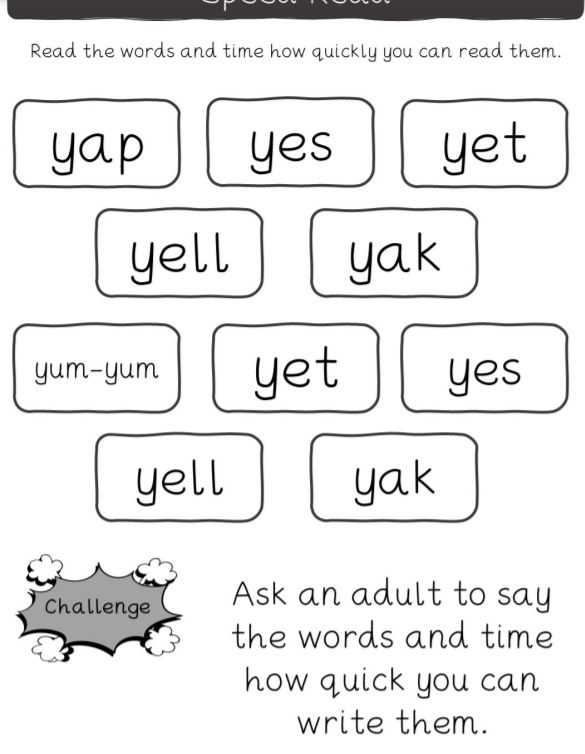 Speed Read
Read the words and time how quickly you can read them.
yap yes yet
yell yak
yum-yum yet yes
yell yak
Challenge
Ask an adult to say
the words and time
how quick you can
write them.